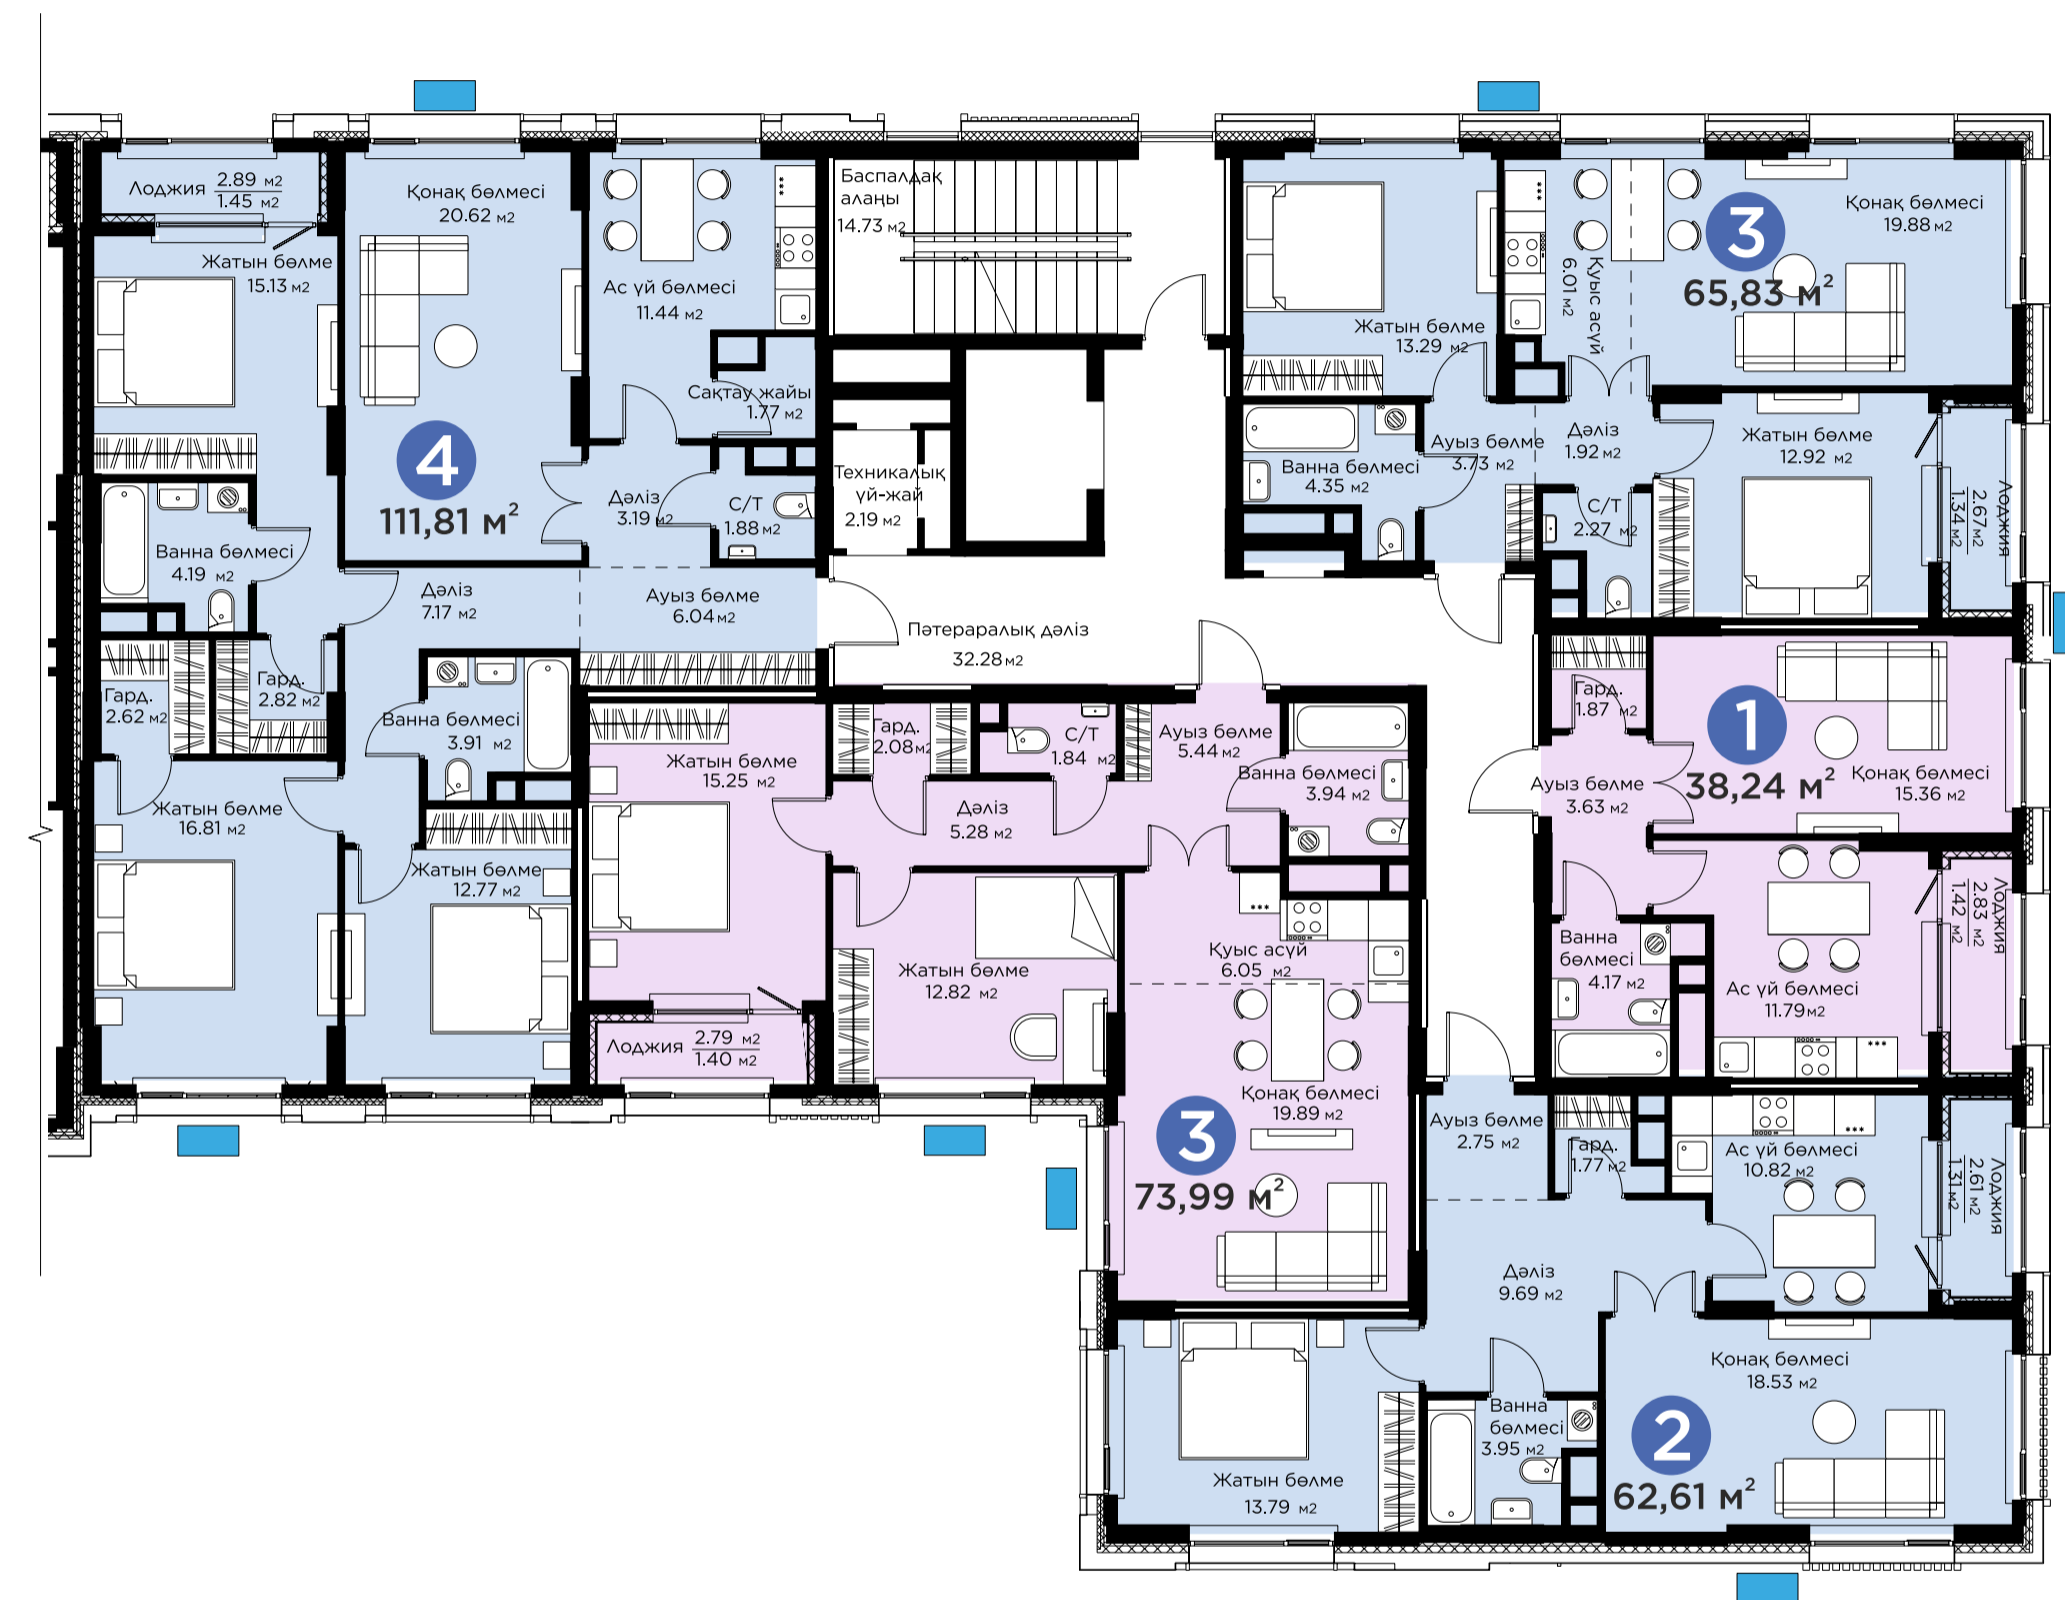 Лоджия 2.89 м2
1.45 м2
Жатын бөлме
15.13 м2
Қонақ бөлмесі
20.62 м2
Ас үй бөлмесі
11.44 м2
Сақтау жайы
1.77 м2
4
111,81 м²
Дәліз
3.19 м2
С/Т
1.88 м2
Ванна бөлмесі
4.19 м2
Дәліз
7.17 м2
Ауыз бөлме
6.04 м2
Гард.
2.62 м2
Гард.
2.82 м2
Ванна бөлмесі
3.91 м2
Жатын бөлме
16.81 м2
Жатын бөлме
12.77 м2
Баспалдақ
алаңы
14.73 м2
Техникалық
үй-жай
2.19 м2
Пәтераралық дәліз
32.28 м2
Жатын бөлме
13.29 м2
Қуыс асүй
6.01 м2
3
65,83 м²
Қонақ бөлмесі
19.88 м2
Ванна бөлмесі
4.35 м2
Ауыз бөлме
3.73 м2
Дәліз
1.92 м2
С/Т
2.27 м2
Жатын бөлме
12.92 м2
Лоджия
2.67 м2
1.34 м2
Гард.
1.87 м2
1
38,24 м²
Қонақ бөлмесі
15.36 м2
Ауыз бөлме
3.63 м2
Ванна
бөлмесі
4.17 м2
Ас үй бөлмесі
11.79 м2
Лоджия
2.83 м2
1.42 м2
Жатын бөлме
15.25 м2
Гард.
2.08 м2
С/Т
1.84 м2
Ауыз бөлме
5.44 м2
Ванна бөлмесі
3.94 м2
Дәліз
5.28 м2
Жатын бөлме
12.82 м2
Лоджия 2.79 м2
1.40 м2
Қуыс асүй
6.05 м2
Қонақ бөлмесі
19.89 м2
3
73,99 м²
Ауыз бөлме
2.75 м2
Гард.
1.77 м2
Ас үй бөлмесі
10.82 м2
Лоджия
2.61 м2
1.31 м2
Дәліз
9.69 м2
Қонақ бөлмесі
18.53 м2
2
62,61 м²
Ванна
бөлмесі
3.95 м2
Жатын бөлме
13.79 м2